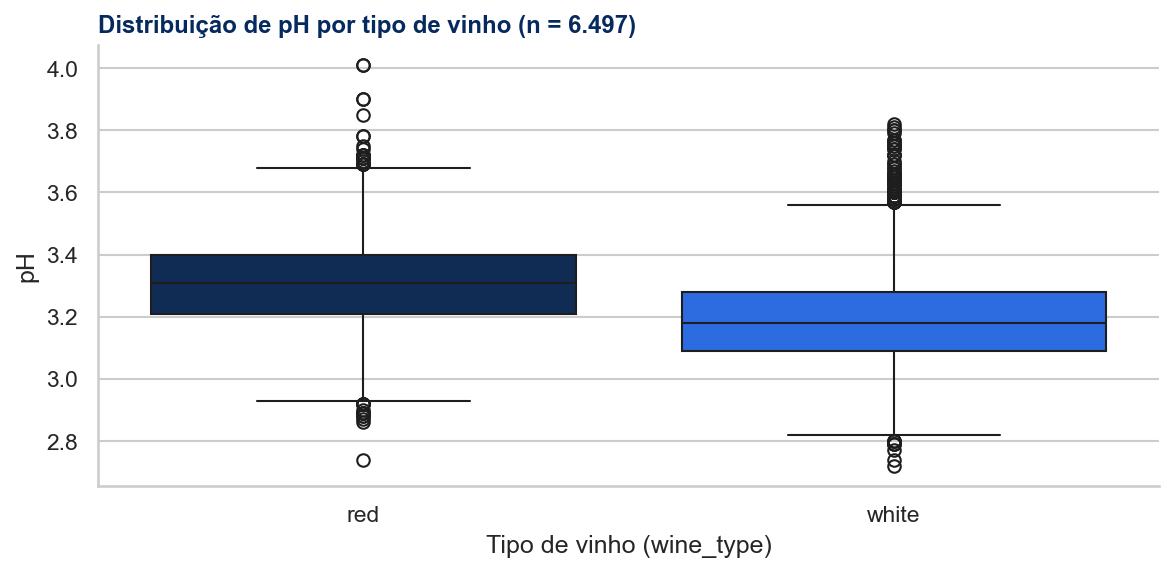 Distribuição de pH por tipo de vinho (n = 6.497)
4.0
3.8
3.6
3.4
3.2
3.0
2.8
pH
red
white
Tipo de vinho (wine_type)